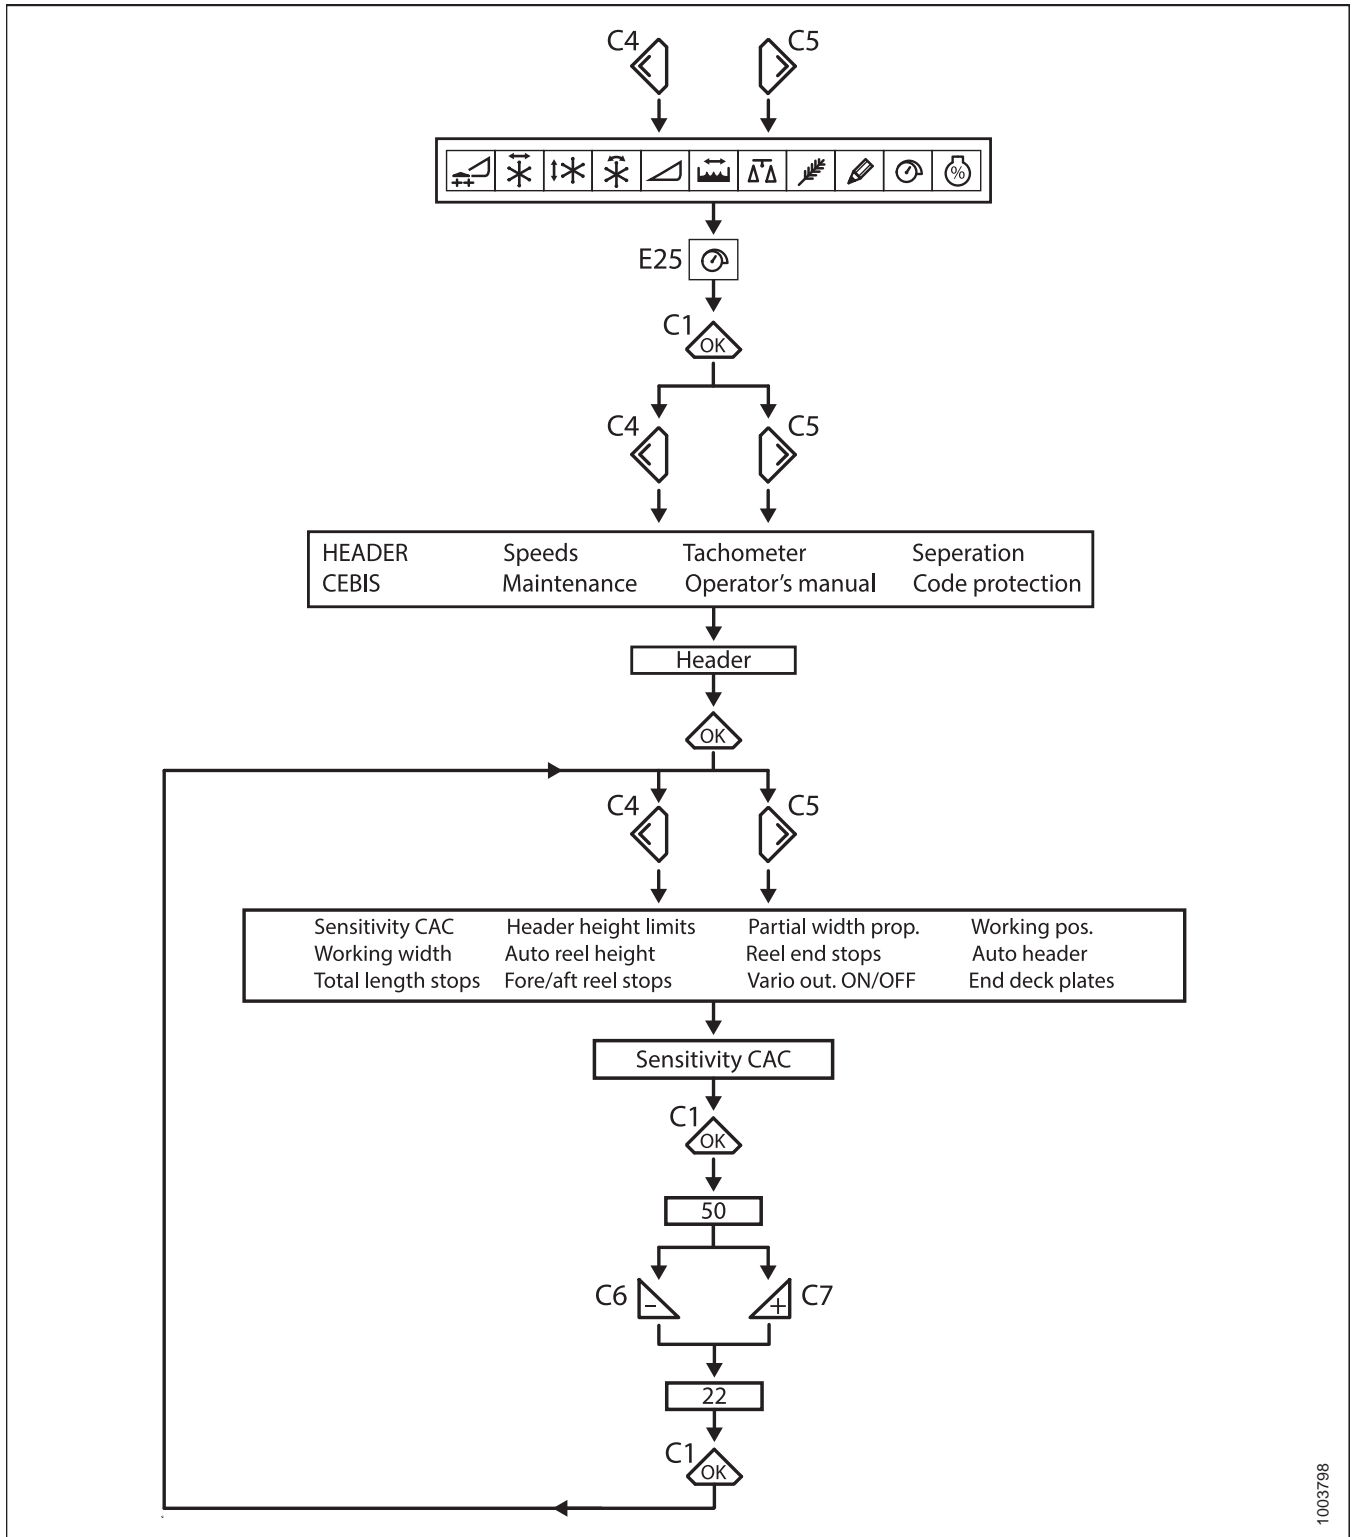 C4 C5
%
E25
C1
OK
C4 C5
HEADER Speeds Tachometer Seperation
CEBIS Maintenance Operator's manual Code protection
Header
OK
C4 C5
Sensitivity CAC Header height limits Partial width prop. Working pos.
Working width Auto reel height Reel end stops Auto header
Total length stops Fore/aft reel stops Vario out. ON/OFF End deck plates
Sensitivity CAC
C1
OK
50
C6 - + C7
22
C1
OK
1003798